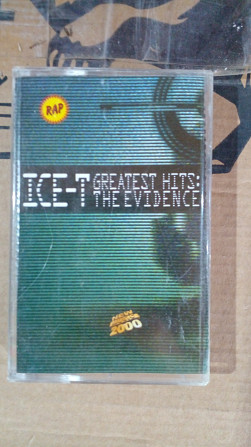 RAP
ICE-T GREATEST HITS:
THE EVIDENCE
2000